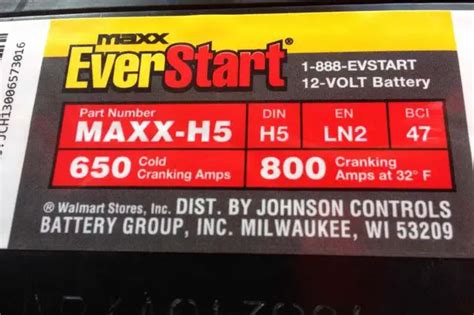 maxx
EverStart®
1-888-EVSTART
12-VOLT Battery
Part Number
MAXX-H5
DIN
H5
EN
LN2
BCI
47
650 Cold
Cranking Amps
800 Cranking
Amps at 32° F
® Walmart Stores, Inc. DIST. BY JOHNSON CONTROLS
BATTERY GROUP, INC. MILWAUKEE, WI 53209
JCH13006573016